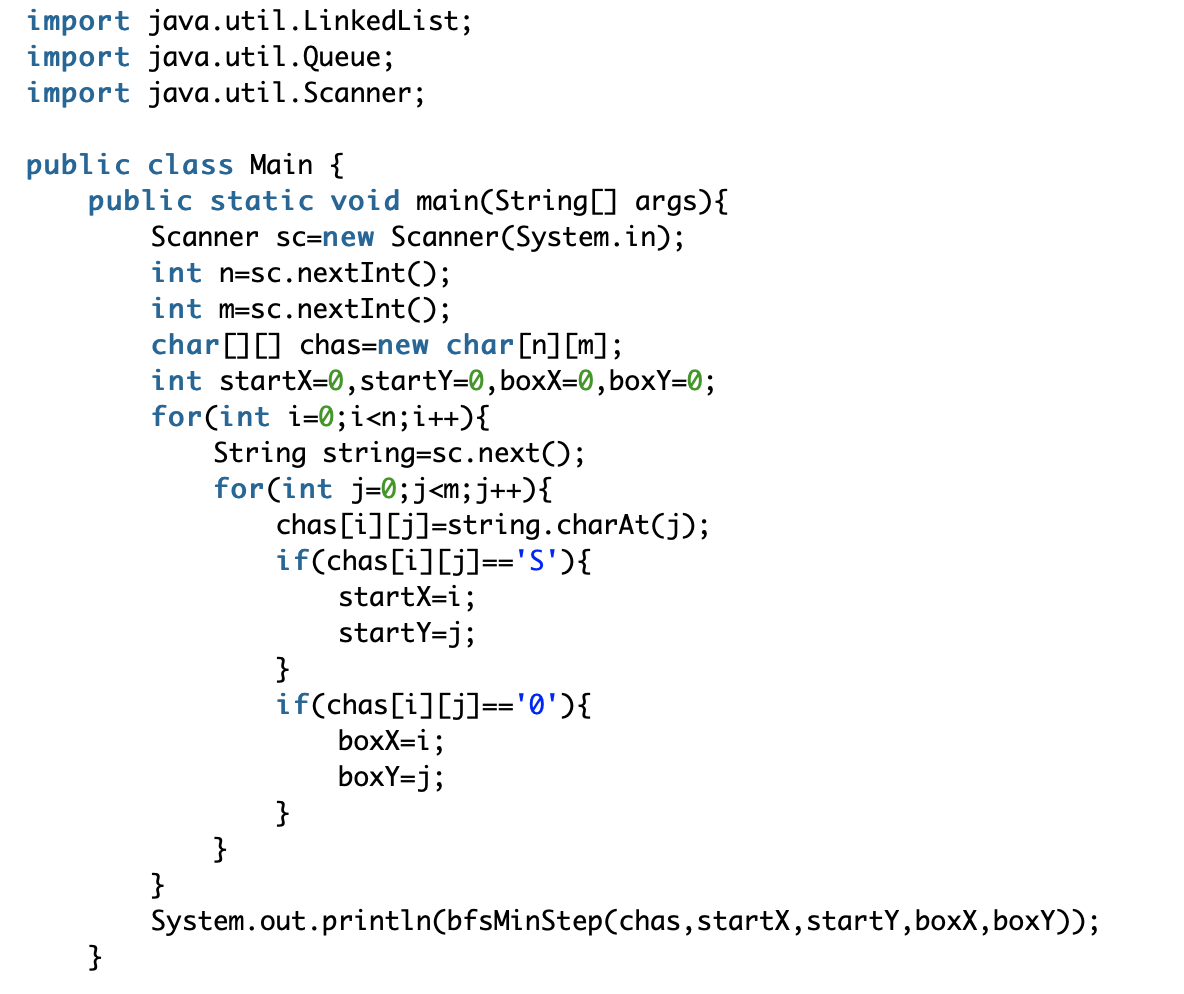 import java.util.LinkedList;
import java.util.Queue;
import java.util.Scanner;

public class Main {
    public static void main(String[] args){
        Scanner sc=new Scanner(System.in);
        int n=sc.nextInt();
        int m=sc.nextInt();
        char[][] chas=new char[n][m];
        int startX=0,startY=0,boxX=0,boxY=0;
        for(int i=0;i<n;i++){
            String string=sc.next();
            for(int j=0;j<m;j++){
                chas[i][j]=string.charAt(j);
                if(chas[i][j]=='S'){
                    startX=i;
                    startY=j;
                }
                if(chas[i][j]=='0'){
                    boxX=i;
                    boxY=j;
                }
            }
        }
        System.out.println(bfsMinStep(chas,startX,startY,boxX,boxY));
    }